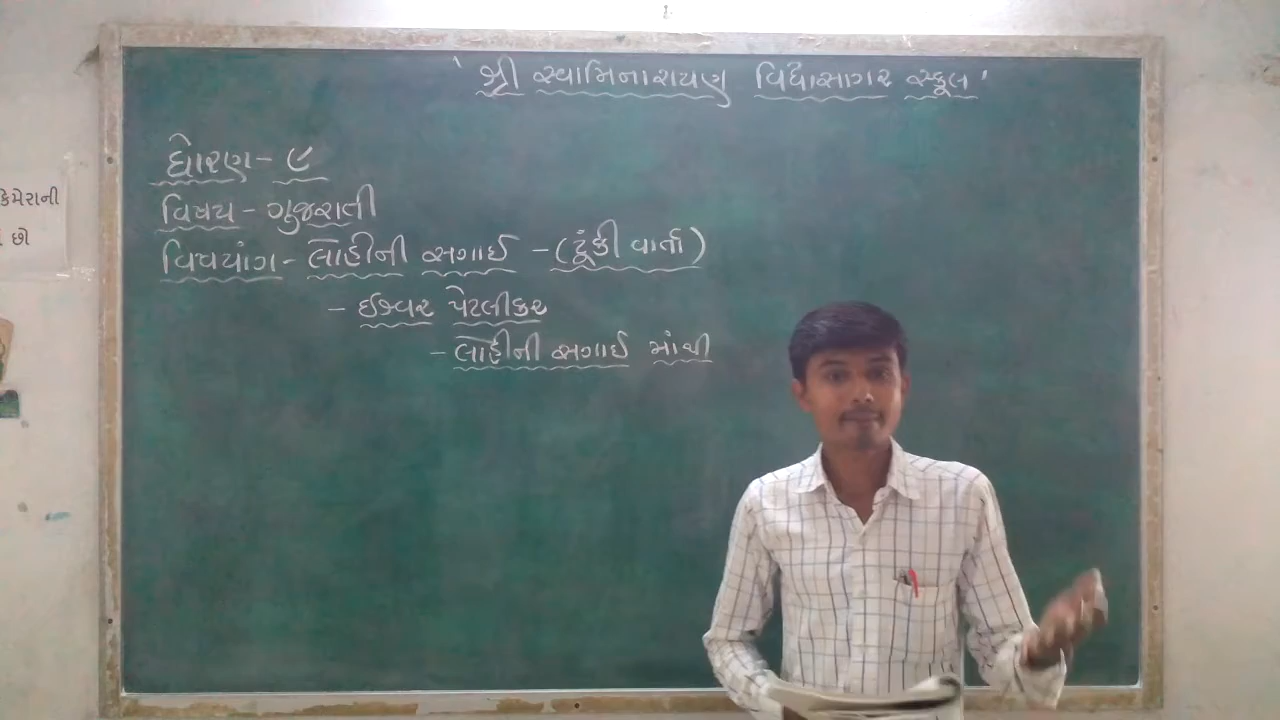 ' શ્રી સ્વામિનારાયણ વિદ્યાસાગર સ્કૂલ '
ધોરણ - ૯
વિષય - ગુજરાતી
વિષયાંગ - લોહીની સગાઈ - (ટૂંકી વાર્તા)
- ઈશ્વર પેટલીકર
- લોહીની સગાઈ માંથી
કેમેરાની
છો